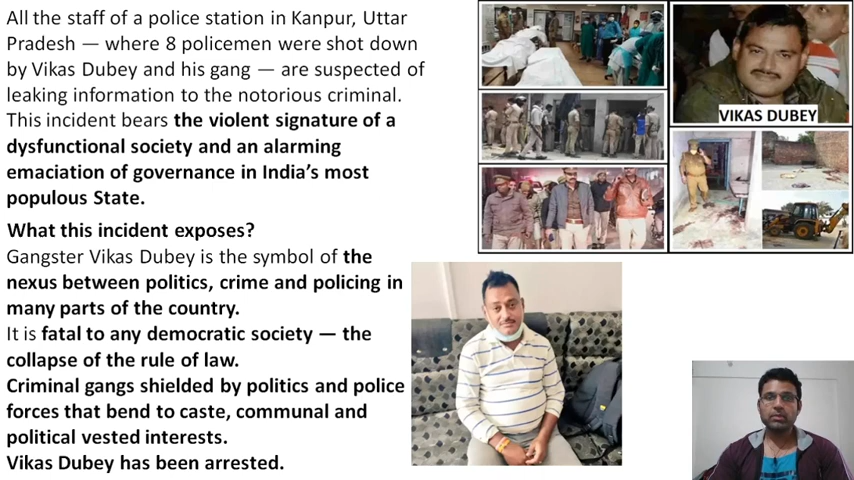 All the staff of a police station in Kanpur, Uttar
Pradesh — where 8 policemen were shot down
by Vikas Dubey and his gang — are suspected of
leaking information to the notorious criminal.
This incident bears the violent signature of a
dysfunctional society and an alarming
emaciation of governance in India’s most
populous State.
What this incident exposes?
Gangster Vikas Dubey is the symbol of the
nexus between politics, crime and policing in
many parts of the country.
It is fatal to any democratic society — the
collapse of the rule of law.
Criminal gangs shielded by politics and police
forces that bend to caste, communal and
political vested interests.
Vikas Dubey has been arrested.
VIKAS DUBEY